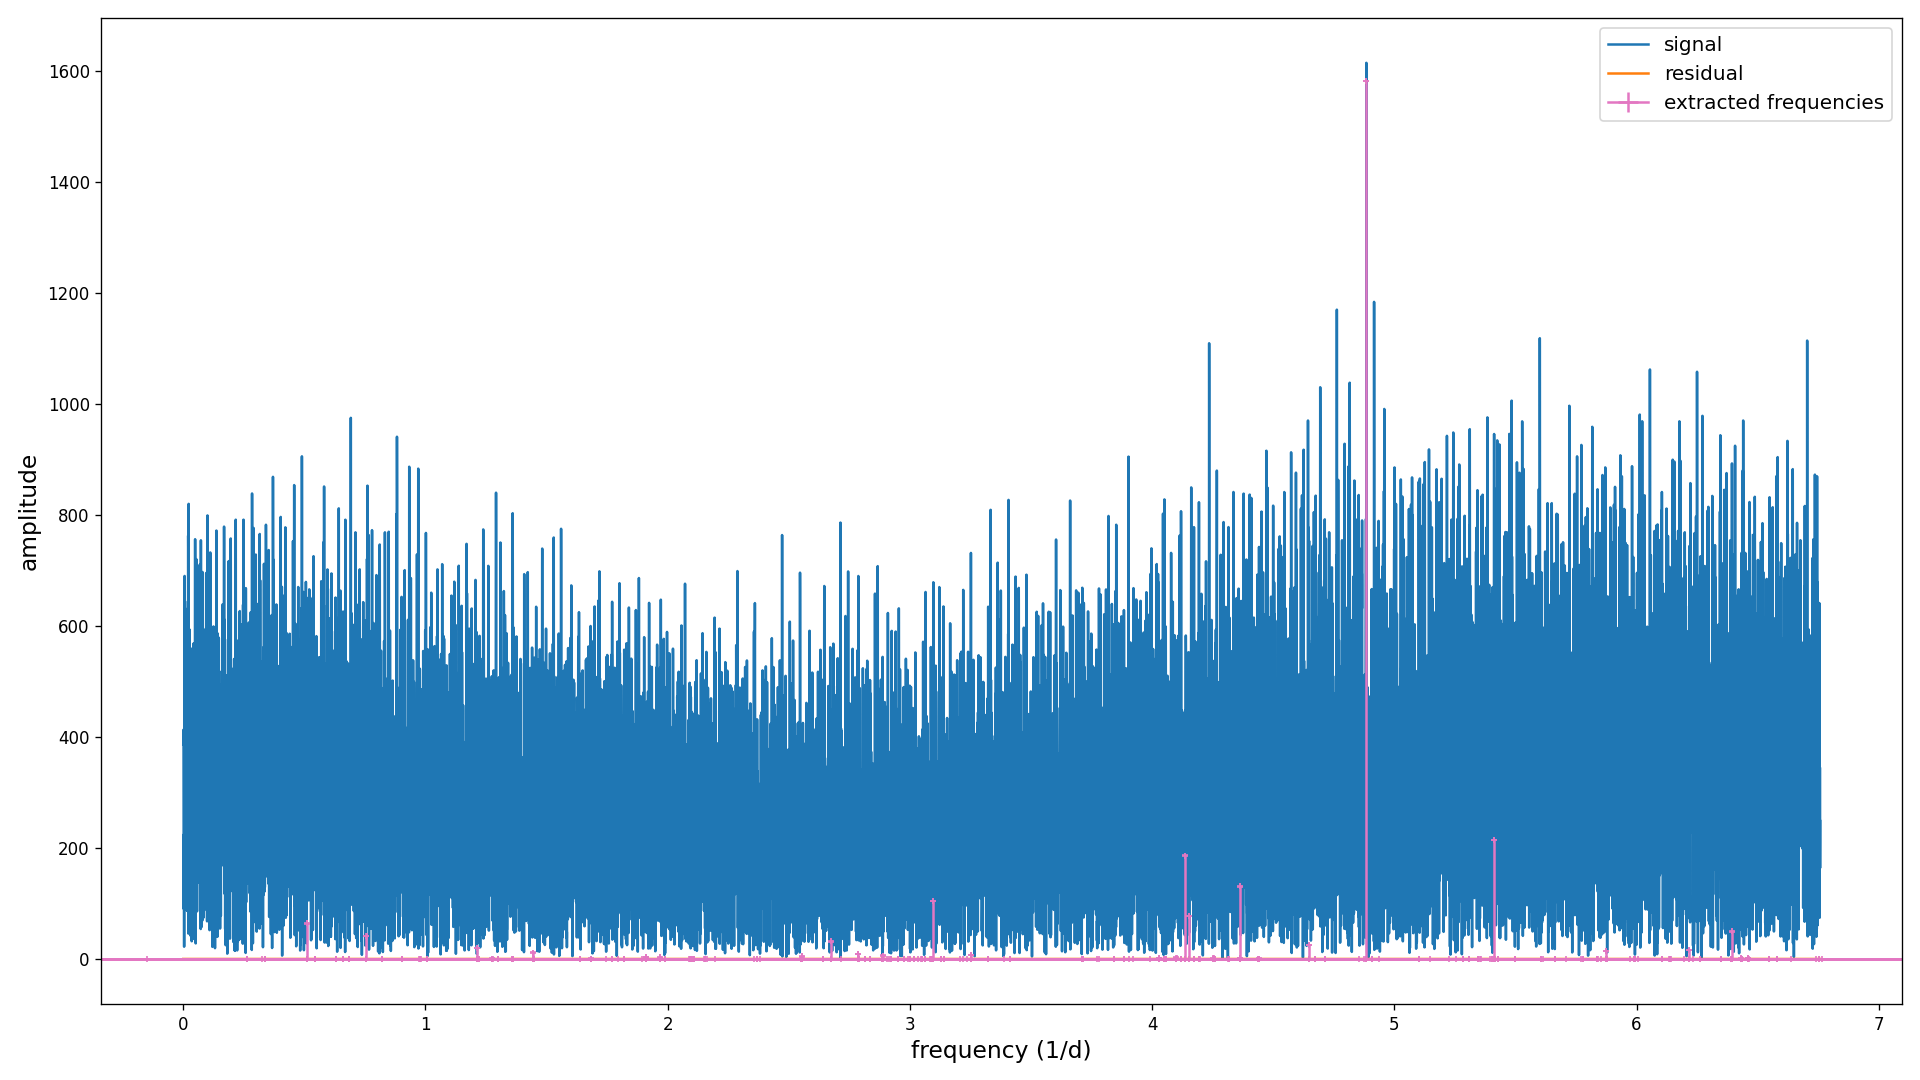 signal
residual
extracted frequencies
1600
1400
1200
1000
800
600
400
200
0
amplitude
0 1 2 3 4 5 6 7
frequency (1/d)